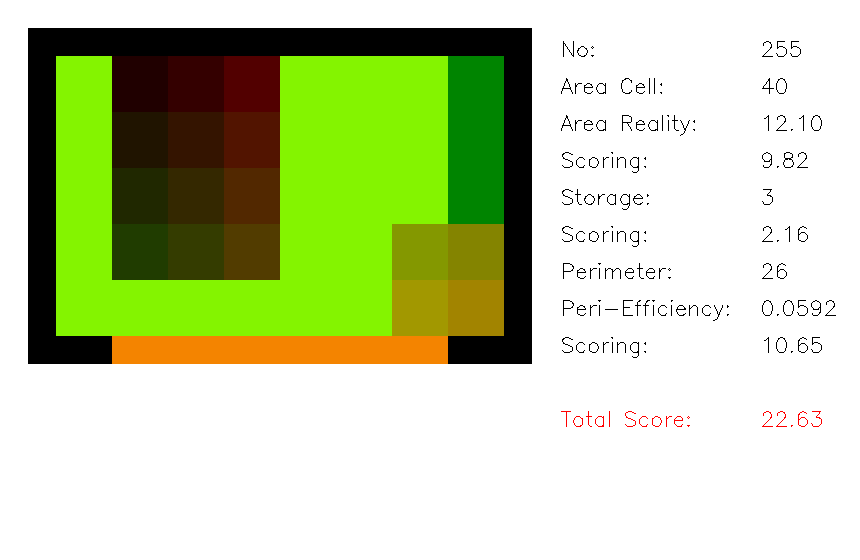 No: 255
Area Cell: 40
Area Reality: 12.10
Scoring: 9.82
Storage: 3
Scoring: 2.16
Perimeter: 26
Peri-Efficiency: 0.0592
Scoring: 10.65
Total Score: 22.63